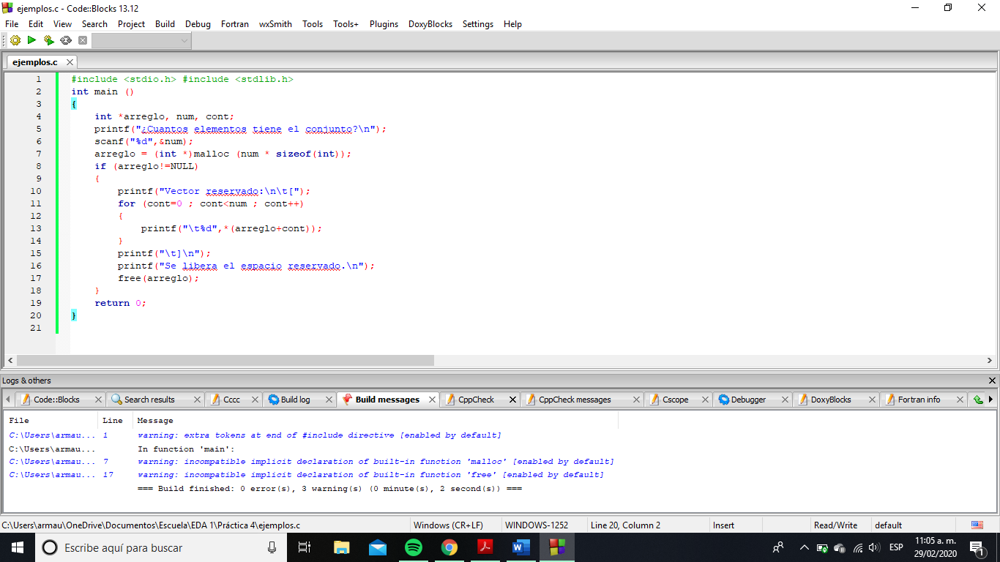 ejemplos.c - Code::Blocks 13.12
File Edit View Search Project Build Debug Fortran wxSmith Tools Tools+ Plugins DoxyBlocks Settings Help
ejemplos.c
1 #include <stdio.h> #include <stdlib.h>
2 int main ()
3 {
4 int *arreglo, num, cont;
5 printf("¿Cuantos elementos tiene el conjunto?\n");
6 scanf("%d",&num);
7 arreglo = (int *)malloc (num * sizeof(int));
8 if (arreglo!=NULL)
9 {
10 printf("Vector reservado:\n\t[");
11 for (cont=0 ; cont<num ; cont++)
12 {
13 printf("\t%d",*(arreglo+cont));
14 }
15 printf("\t]\n");
16 printf("Se libera el espacio reservado.\n");
17 free(arreglo);
18 }
19 return 0;
20 }
21
Logs & others
Code::Blocks Search results Cccc Build log Build messages CppCheck CppCheck messages Cscope Debugger DoxyBlocks Fortran info
File Line Message
C:\Users\armau... 1 warning: extra tokens at end of #include directive [enabled by default]
C:\Users\armau... In function 'main':
C:\Users\armau... 7 warning: incompatible implicit declaration of built-in function 'malloc' [enabled by default]
C:\Users\armau... 17 warning: incompatible implicit declaration of built-in function 'free' [enabled by default]
=== Build finished: 0 error(s), 3 warning(s) (0 minute(s), 2 second(s)) ===
C:\Users\armau\OneDrive\Documentos\Escuela\EDA 1\Práctica 4\ejemplos.c Windows (CR+LF) WINDOWS-1252 Line 20, Column 2 Insert Read/Write default
Escribe aquí para buscar ESP 11:05 a. m.
29/02/2020 1